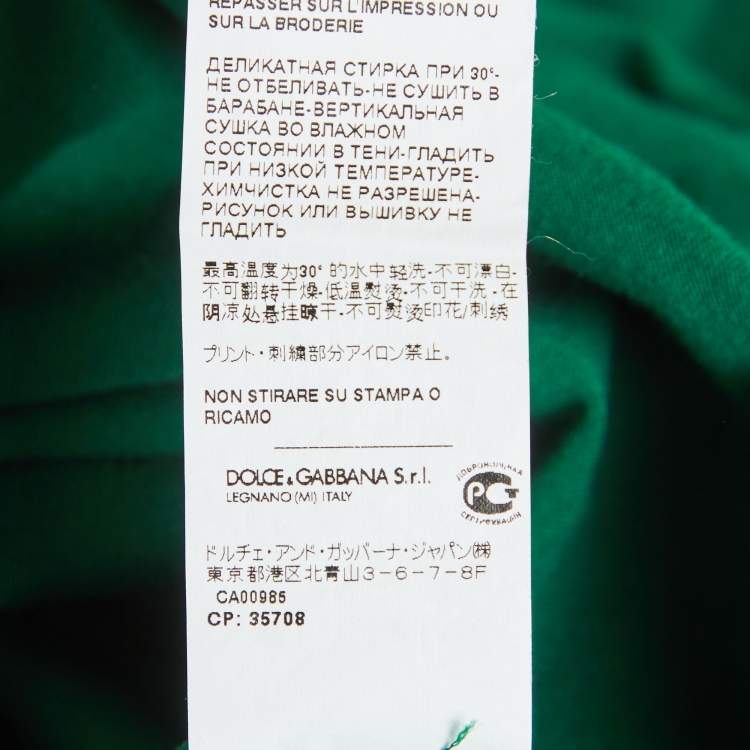 REPASSER SUR L'IMPRESSION OU
SUR LA BRODERIE
ДЕЛИКАТНАЯ СТИРКА ПРИ 30°-
НЕ ОТБЕЛИВАТЬ-НЕ СУШИТЬ В
БАРАБАНЕ-ВЕРТИКАЛЬНАЯ
СУШКА ВО ВЛАЖНОМ
СОСТОЯНИИ В ТЕНИ-ГЛАДИТЬ
ПРИ НИЗКОЙ ТЕМПЕРАТУРЕ-
ХИМЧИСТКА НЕ РАЗРЕШЕНА-
РИСУНОК ИЛИ ВЫШИВКУ НЕ
ГЛАДИТЬ
最高温度为30°的水中轻洗-不可漂白-
不可翻转干燥-低温熨烫-不可干洗-在
阴凉处悬挂晾干-不可熨烫印花/刺绣
プリント・刺繍部分アイロン禁止。
NON STIRARE SU STAMPA O
RICAMO
DOLCE & GABBANA S.r.l.
LEGNANO (MI) ITALY
ДОБРОВОЛЬНАЯ
РСТ
СЕРТИФИКАЦИЯ
ドルチェ・アンド・ガッバーナ・ジャパン(株)
東京都港区北青山3-6-7-8F
CA00985
CP: 35708